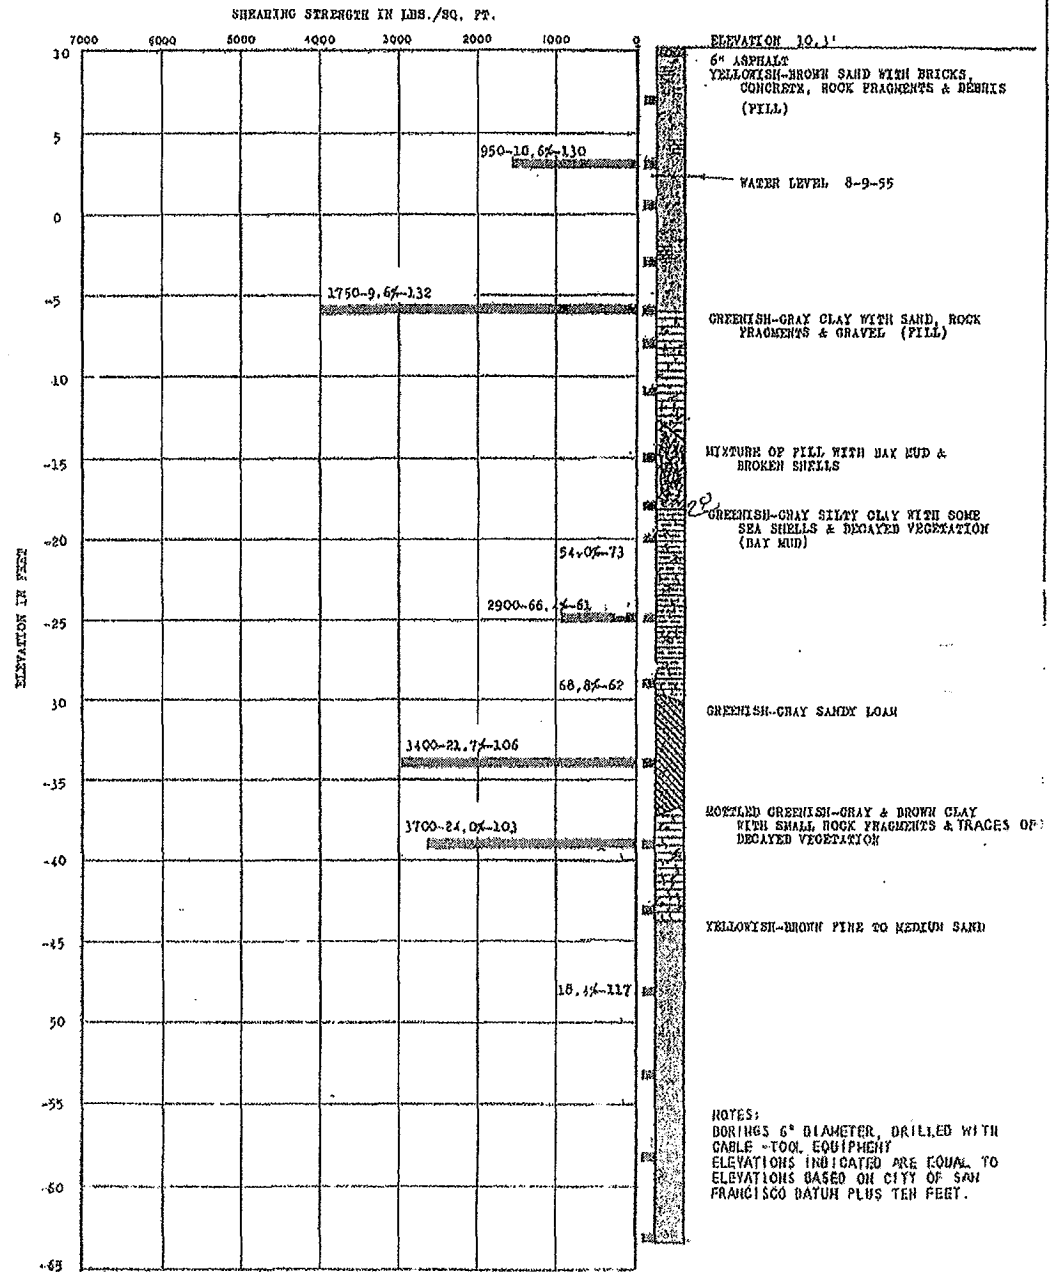 SHEARING STRENGTH IN LBS./SQ. FT.
7000 6000 5000 4000 3000 2000 1000 0
ELEVATION IN FEET
10
5
0
-5
-10
-15
-20
-25
30
-35
-40
-45
50
-55
-60
-65
950-10.6%-130
1750-9.6%-132
54.0%-73
2900-66. %-61
68.8%-62
3400-21.7%-106
3700-24.0%-103
18.4%-117
ELEVATION 10.1'
6" ASPHALT
YELLOWISH-BROWN SAND WITH BRICKS,
CONCRETE, ROCK FRAGMENTS & DEBRIS
(FILL)
WATER LEVEL 8-9-55
GREENISH-GRAY CLAY WITH SAND, ROCK
FRAGMENTS & GRAVEL (FILL)
MIXTURE OF FILL WITH BAY MUD &
BROKEN SHELLS
GREENISH-GRAY SILTY CLAY WITH SOME
SEA SHELLS & DECAYED VEGETATION
(BAY MUD)
GREENISH-GRAY SANDY LOAM
MOTTLED GREENISH-GRAY & BROWN CLAY
WITH SMALL ROCK FRAGMENTS & TRACES OF
DECAYED VEGETATION
YELLOWISH-BROWN FINE TO MEDIUM SAND
NOTES:
BORINGS 6" DIAMETER, DRILLED WITH
CABLE -TOOL EQUIPMENT
ELEVATIONS INDICATED ARE EQUAL TO
ELEVATIONS BASED ON CITY OF SAN
FRANCISCO DATUM PLUS TEN FEET.